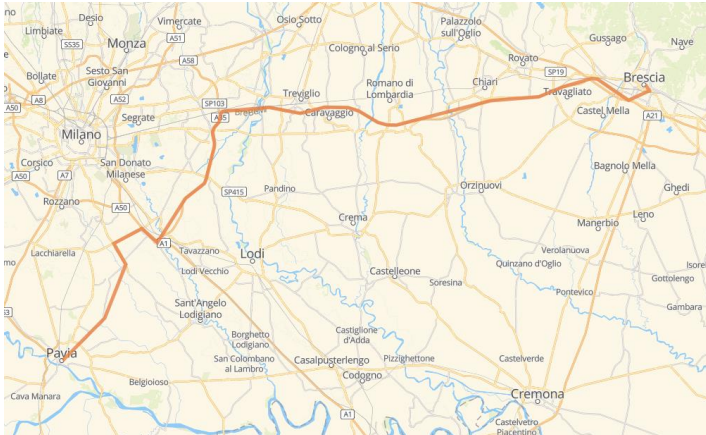 Desio
Vimercate
Osio Sotto
Palazzolo
sull'Oglio
Limbiate
no
SS35
Monza
A51
Gussago
Nave
Cologno al Serio
Rovato
A58
Bollate
Sesto San
Giovanni
SP19
Brescia
Treviglio
Romano di
Lombardia
Chiari
A52
A8
A50
Travagliato
SP103
Segrate
A35
Caravaggio
Castel Mella
A21
Milano
Corsico
San Donato
Milanese
Bagnolo Mella
A50
A7
Pandino
Orzinuovi
Ghedi
SP415
Rozzano
A50
Crema
Leno
Manerbio
Lacchiarella
A1
Tavazzano
Verolanuova
mo
Lodi
Quinzano d'Oglio
Isore
Lodi Vecchio
Castelleone
Gottolengo
Soresina
Pontevico
Sant'Angelo
Lodigiano
Gambara
Castiglione
d'Adda
Borghetto
Lodigiano
Pavia
San Colombano
al Lambro
Casalpusterlengo
Pizzighettone
Castelverde
Belgioioso
Codogno
Cava Manara
Cremona
A1
Castelvetro
Piacentino